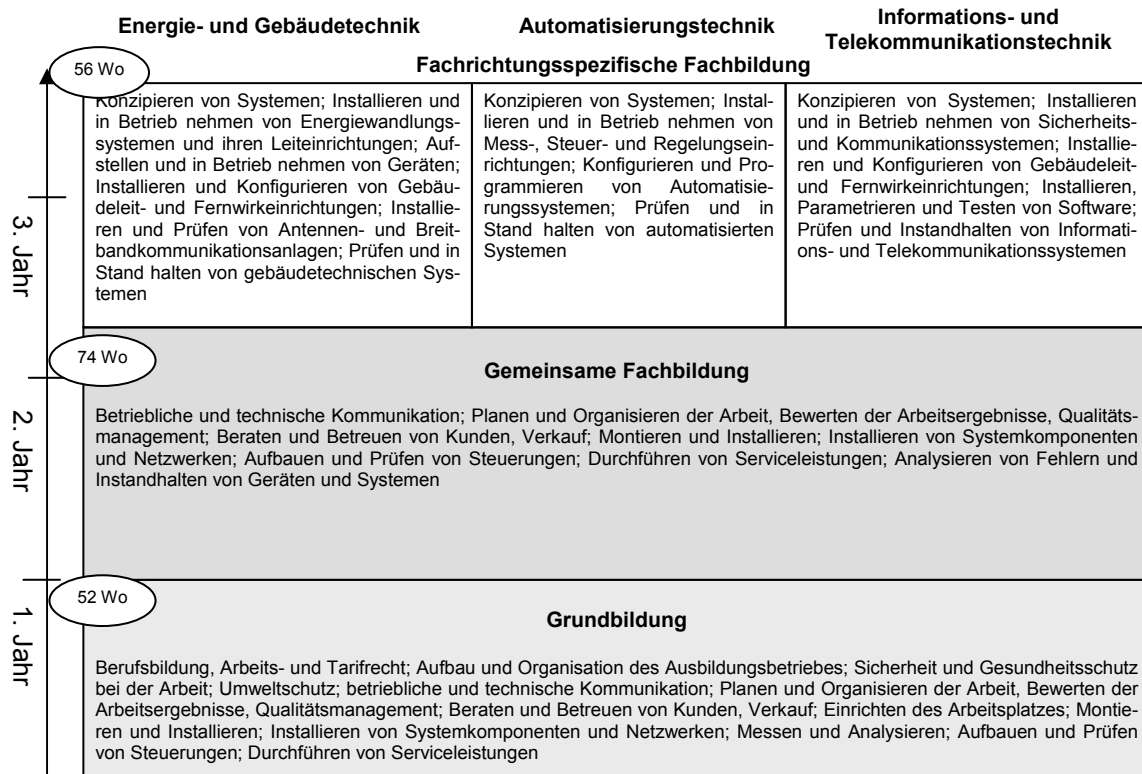 Energie- und Gebäudetechnik
Automatisierungstechnik
Informations- und
Telekommunikationstechnik
56 Wo
Fachrichtungsspezifische Fachbildung
Konzipieren von Systemen; Installieren und
in Betrieb nehmen von Energiewandlungs-
systemen und ihren Leiteinrichtungen; Auf-
stellen und in Betrieb nehmen von Geräten;
Installieren und Konfigurieren von Gebäu-
deleit- und Fernwirkeinrichtungen; Installie-
ren und Prüfen von Antennen- und Breit-
bandkommunikationsanlagen; Prüfen und in
Stand halten von gebäudetechnischen Sys-
temen
Konzipieren von Systemen; Instal-
lieren und in Betrieb nehmen von
Mess-, Steuer- und Regelungsein-
richtungen; Konfigurieren und Pro-
grammieren von Automatisie-
rungssystemen; Prüfen und in
Stand halten von automatisierten
Systemen
Konzipieren von Systemen; Installieren
und in Betrieb nehmen von Sicherheits-
und Kommunikationssystemen; Installie-
ren und Konfigurieren von Gebäudeleit-
und Fernwirkeinrichtungen; Installieren,
Parametrieren und Testen von Software;
Prüfen und Instandhalten von Informati-
ons- und Telekommunikationssystemen
3. Jahr
74 Wo
Gemeinsame Fachbildung
Betriebliche und technische Kommunikation; Planen und Organisieren der Arbeit, Bewerten der Arbeitsergebnisse, Qualitäts-
management; Beraten und Betreuen von Kunden, Verkauf; Montieren und Installieren; Installieren von Systemkomponenten
und Netzwerken; Aufbauen und Prüfen von Steuerungen; Durchführen von Serviceleistungen; Analysieren von Fehlern und
Instandhalten von Geräten und Systemen
2. Jahr
52 Wo
Grundbildung
Berufsbildung, Arbeits- und Tarifrecht; Aufbau und Organisation des Ausbildungsbetriebes; Sicherheit und Gesundheitsschutz
bei der Arbeit; Umweltschutz; betriebliche und technische Kommunikation; Planen und Organisieren der Arbeit, Bewerten der
Arbeitsergebnisse, Qualitätsmanagement; Beraten und Betreuen von Kunden, Verkauf; Einrichten des Arbeitsplatzes; Montie-
ren und Installieren; Installieren von Systemkomponenten und Netzwerken; Messen und Analysieren; Aufbauen und Prüfen
von Steuerungen; Durchführen von Serviceleistungen
1. Jahr